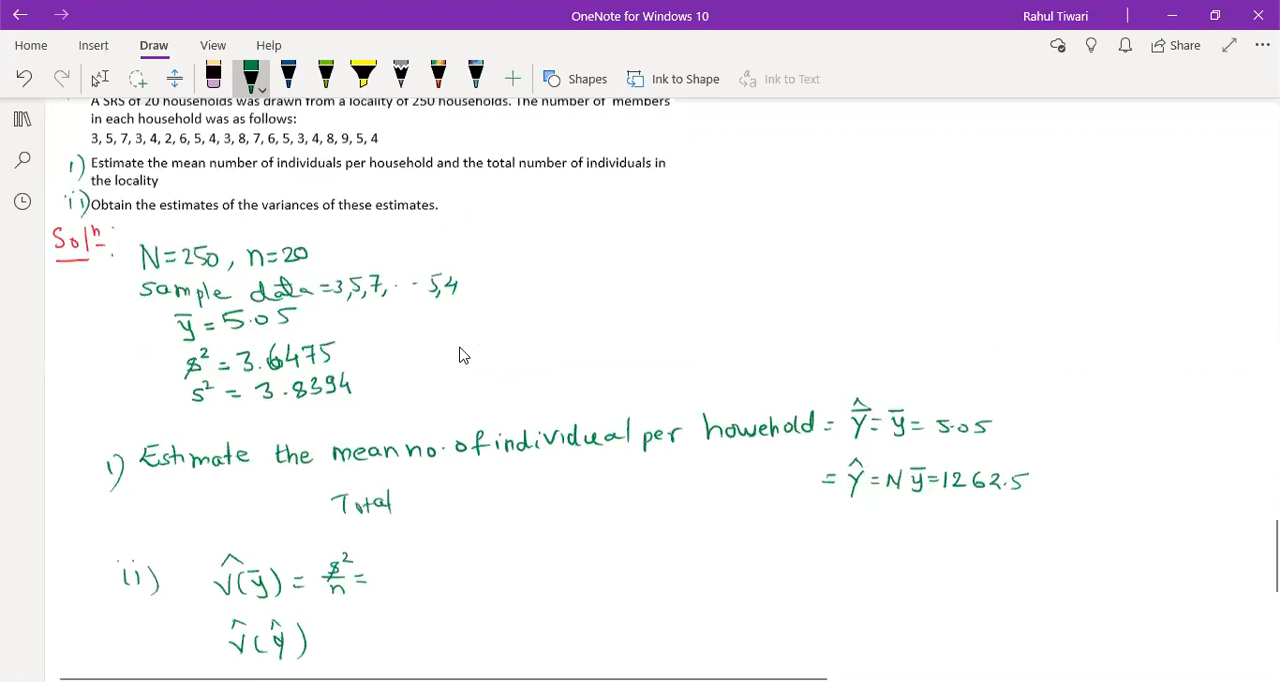 OneNote for Windows 10
Rahul Tiwari
Home Insert Draw View Help
Share
Shapes Ink to Shape Ink to Text
A SRS of 20 households was drawn from a locality of 250 households. The number of members
in each household was as follows:
3, 5, 7, 3, 4, 2, 6, 5, 4, 3, 8, 7, 6, 5, 3, 4, 8, 9, 5, 4
i) Estimate the mean number of individuals per household and the total number of individuals in
the locality
ii) Obtain the estimates of the variances of these estimates.
Solⁿ:
N=250, n=20
sample data = 3,5,7, ... 5,4
ȳ = 5.05
s² = 3.6475
s² = 3.8394
i) Estimate the mean no. of individual per howehold = Ȳ̂ = ȳ = 5.05
Total = Ŷ = Nȳ = 1262.5
ii) V̂(ȳ) = s²/n =
V̂(Ŷ)